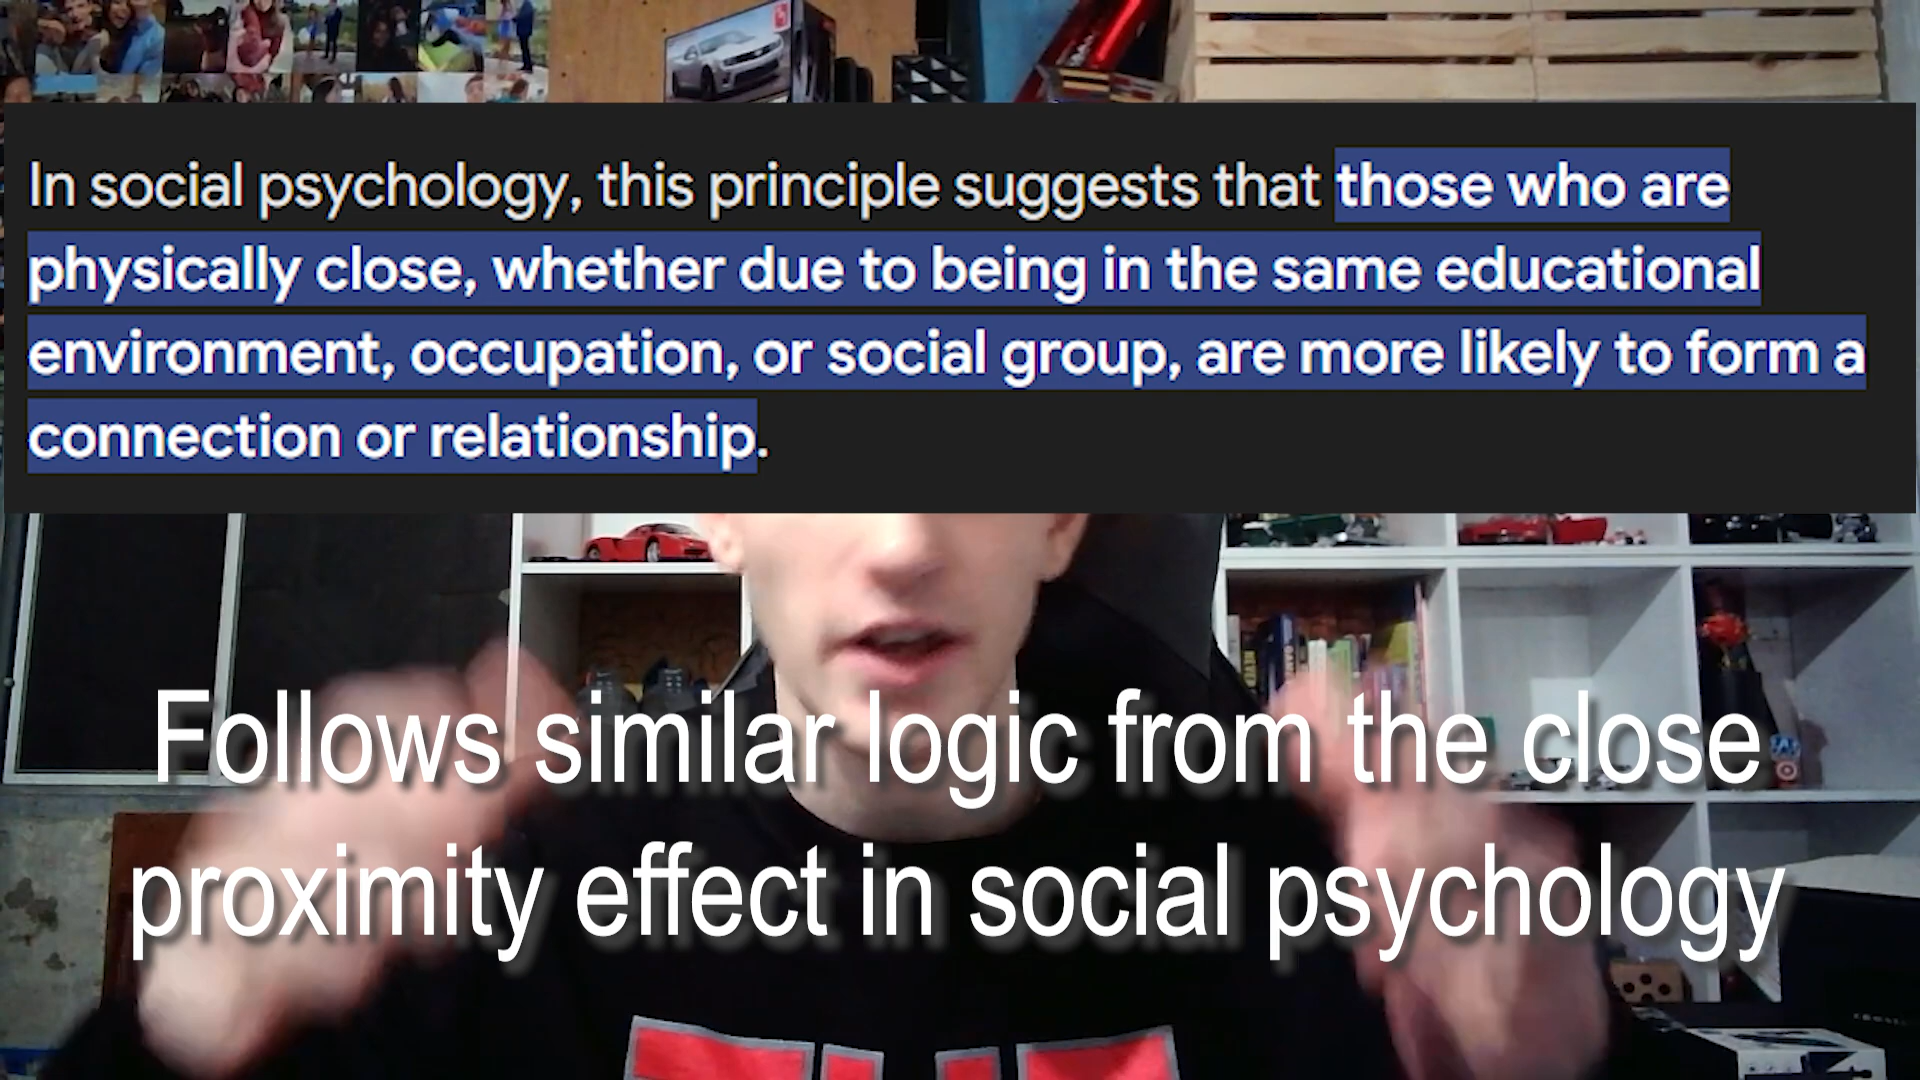 In social psychology, this principle suggests that those who are
physically close, whether due to being in the same educational
environment, occupation, or social group, are more likely to form a
connection or relationship.
Follows similar logic from the close
proximity effect in social psychology